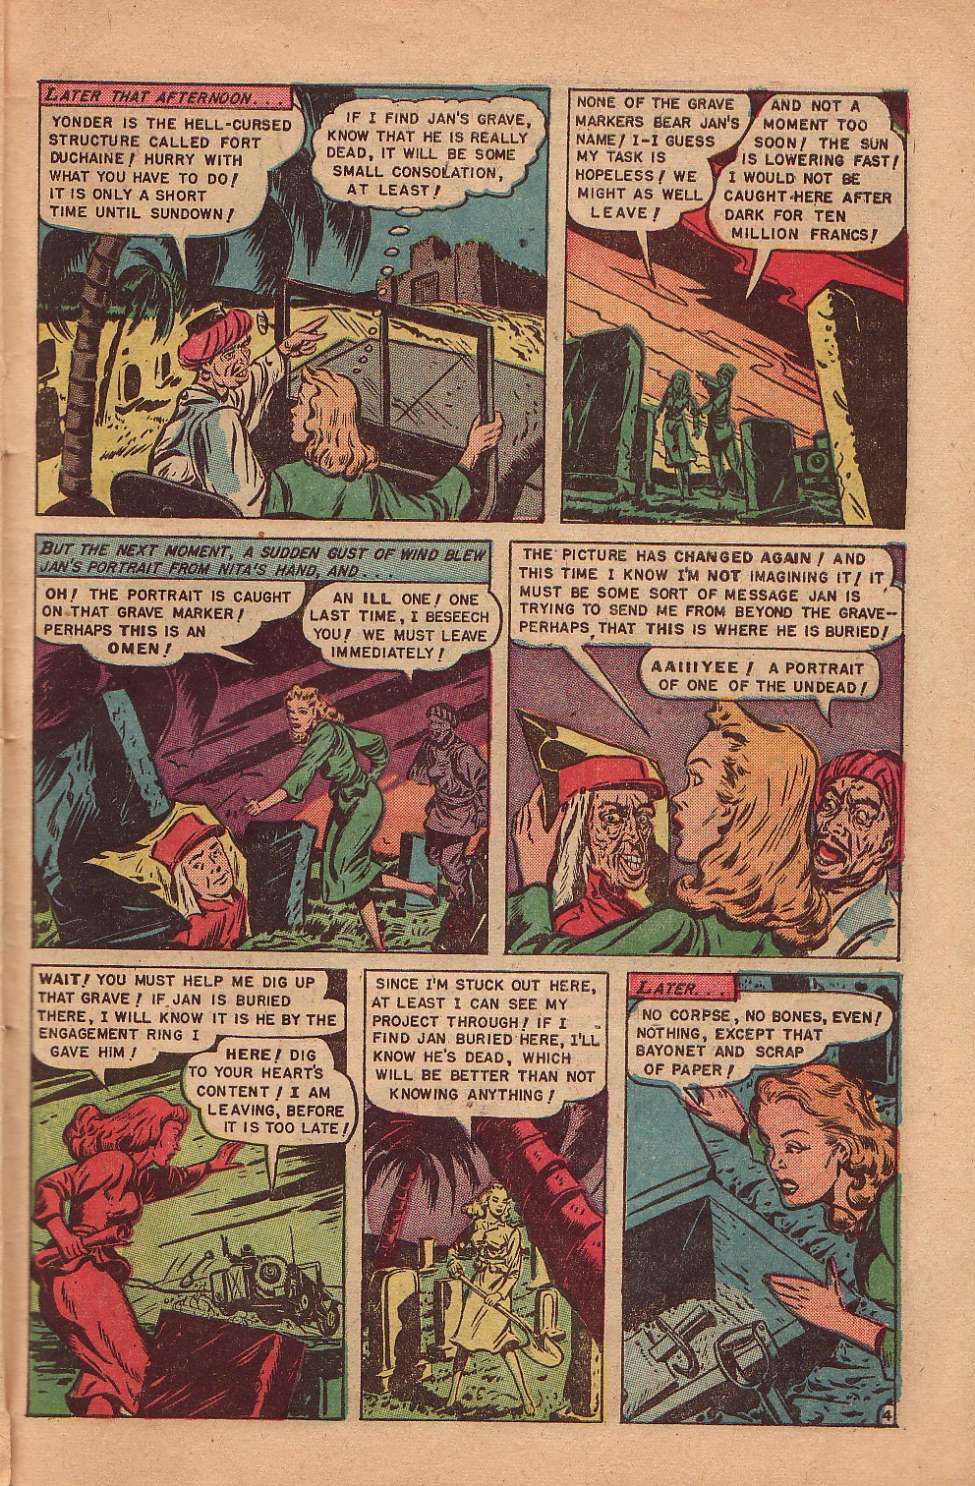 LATER THAT AFTERNOON....
YONDER IS THE HELL-CURSED
STRUCTURE CALLED FORT
DUCHAINE! HURRY WITH
WHAT YOU HAVE TO DO!
IT IS ONLY A SHORT
TIME UNTIL SUNDOWN!
IF I FIND JAN'S GRAVE,
KNOW THAT HE IS REALLY
DEAD, IT WILL BE SOME
SMALL CONSOLATION,
AT LEAST!
NONE OF THE GRAVE
MARKERS BEAR JAN'S
NAME! I-I GUESS
MY TASK IS
HOPELESS! WE
MIGHT AS WELL
LEAVE!
AND NOT A
MOMENT TOO
SOON! THE SUN
IS LOWERING FAST!
I WOULD NOT BE
CAUGHT HERE AFTER
DARK FOR TEN
MILLION FRANCS!
BUT THE NEXT MOMENT, A SUDDEN GUST OF WIND BLEW
JAN'S PORTRAIT FROM NITA'S HAND, AND....
OH! THE PORTRAIT IS CAUGHT
ON THAT GRAVE MARKER!
PERHAPS THIS IS AN
OMEN!
AN ILL ONE! ONE
LAST TIME, I BESEECH
YOU! WE MUST LEAVE
IMMEDIATELY!
THE PICTURE HAS CHANGED AGAIN! AND
THIS TIME I KNOW I'M NOT IMAGINING IT! IT
MUST BE SOME SORT OF MESSAGE JAN IS
TRYING TO SEND ME FROM BEYOND THE GRAVE--
PERHAPS THAT THIS IS WHERE HE IS BURIED!
AAIIIYEE! A PORTRAIT
OF ONE OF THE UNDEAD!
WAIT! YOU MUST HELP ME DIG UP
THAT GRAVE! IF JAN IS BURIED
THERE, I WILL KNOW IT IS HE BY THE
ENGAGEMENT RING I
GAVE HIM!
HERE! DIG
TO YOUR HEART'S
CONTENT! I AM
LEAVING, BEFORE
IT IS TOO LATE!
SINCE I'M STUCK OUT HERE,
AT LEAST I CAN SEE MY
PROJECT THROUGH! IF I
FIND JAN BURIED HERE, I'LL
KNOW HE'S DEAD, WHICH
WILL BE BETTER THAN NOT
KNOWING ANYTHING!
LATER...
NO CORPSE, NO BONES, EVEN!
NOTHING, EXCEPT THAT
BAYONET AND SCRAP
OF PAPER!
4